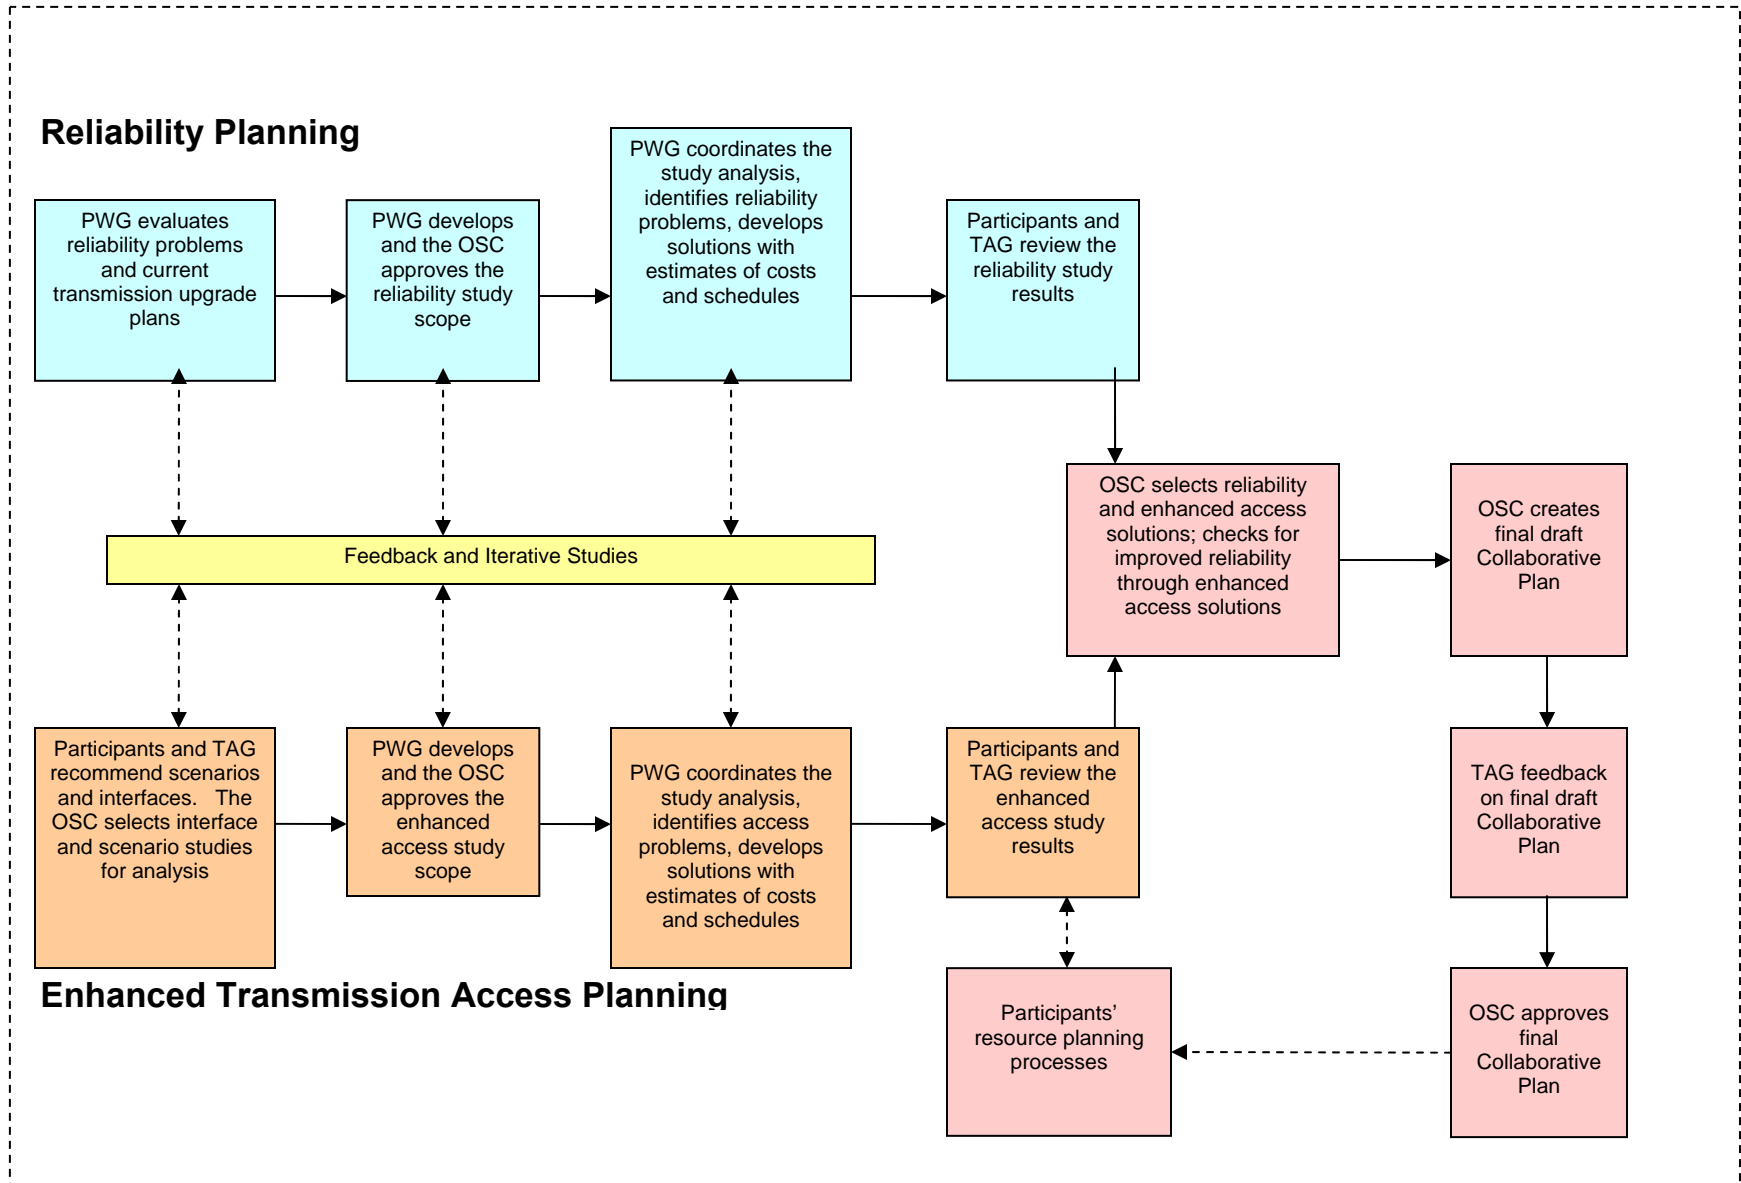 Reliability Planning
PWG evaluates
reliability problems
and current
transmission upgrade
plans
PWG develops
and the OSC
approves the
reliability study
scope
PWG coordinates the
study analysis,
identifies reliability
problems, develops
solutions with
estimates of costs
and schedules
Participants and
TAG review the
reliability study
results
Feedback and Iterative Studies
OSC selects reliability
and enhanced access
solutions; checks for
improved reliability
through enhanced
access solutions
OSC creates
final draft
Collaborative
Plan
Participants and TAG
recommend scenarios
and interfaces.   The
OSC selects interface
and scenario studies
for analysis
PWG develops
and the OSC
approves the
enhanced
access study
scope
PWG coordinates the
study analysis,
identifies access
problems, develops
solutions with
estimates of costs
and schedules
Participants and
TAG review the
enhanced
access study
results
TAG feedback
on final draft
Collaborative
Plan
Enhanced Transmission Access Planning
Participants’
resource planning
processes
OSC approves
final
Collaborative
Plan